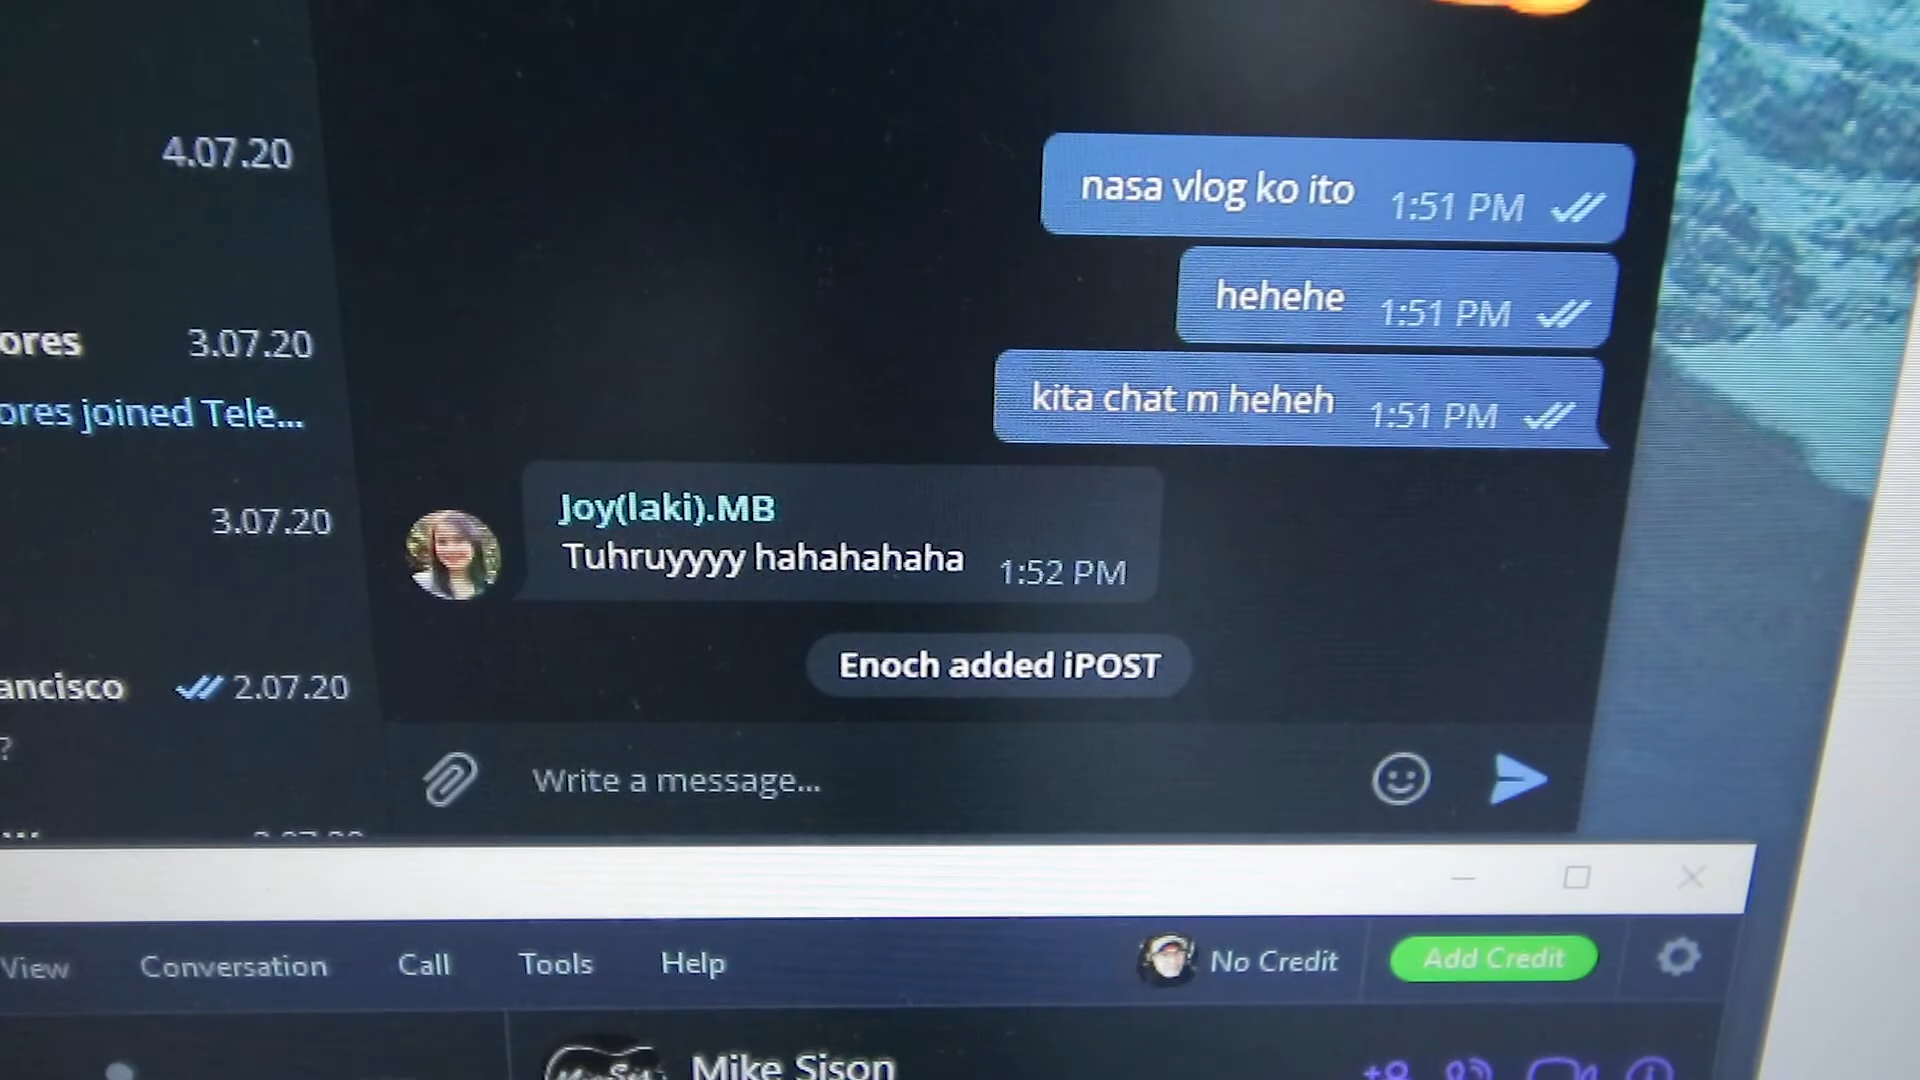 4.07.20
nasa vlog ko ito 1:51 PM
hehehe 1:51 PM
ores 3.07.20
kita chat m heheh 1:51 PM
ores joined Tele...
3.07.20
Joy(laki).MB
Tuhruyyyy hahahahaha 1:52 PM
Enoch added iPOST
ancisco 2.07.20
?
Write a message...
View Conversation Call Tools Help No Credit Add Credit
Mike Sison